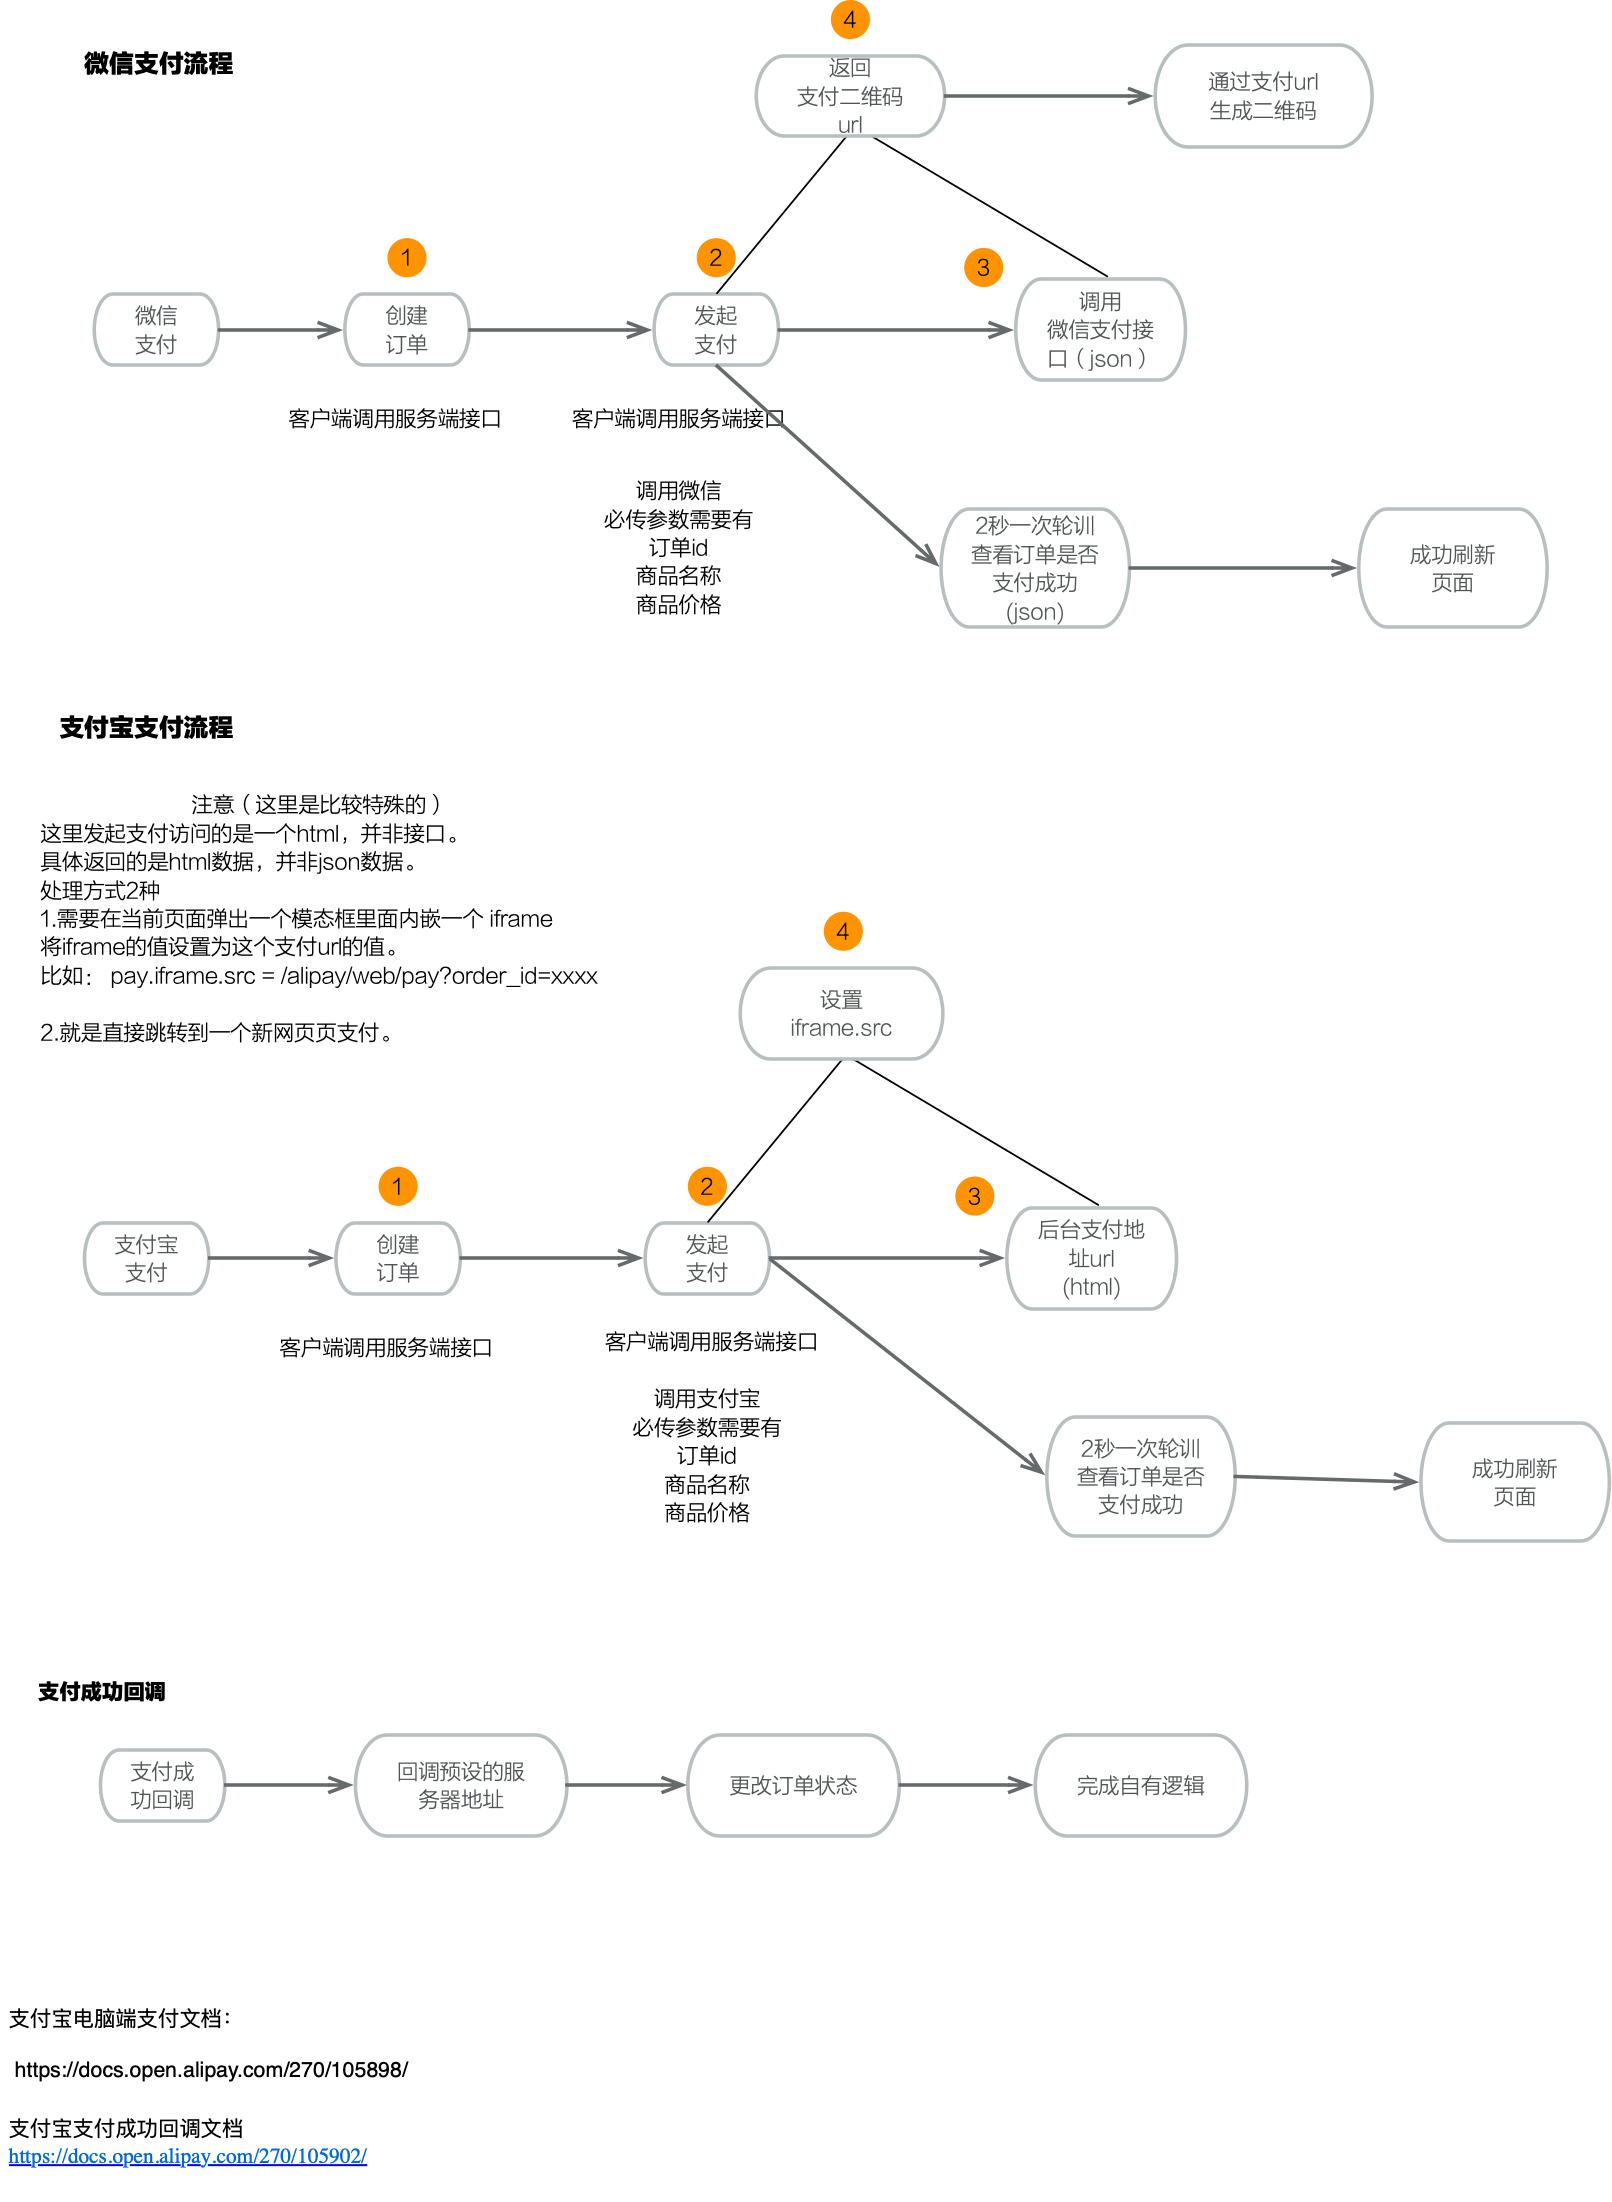 微信支付流程
4
返回
支付二维码
url
通过支付url
生成二维码
1
2
3
微信
支付
创建
订单
发起
支付
调用
微信支付接
口（json）
客户端调用服务端接口
客户端调用服务端接口
调用微信
必传参数需要有
订单id
商品名称
商品价格
2秒一次轮训
查看订单是否
支付成功
(json)
成功刷新
页面
支付宝支付流程
注意（这里是比较特殊的）
这里发起支付访问的是一个html，并非接口。
具体返回的是html数据，并非json数据。
处理方式2种
1.需要在当前页面弹出一个模态框里面内嵌一个 iframe
将iframe的值设置为这个支付url的值。
比如： pay.iframe.src = /alipay/web/pay?order_id=xxxx
2.就是直接跳转到一个新网页页支付。
4
设置
iframe.src
1
2
3
支付宝
支付
创建
订单
发起
支付
后台支付地
址url
(html)
客户端调用服务端接口
客户端调用服务端接口
调用支付宝
必传参数需要有
订单id
商品名称
商品价格
2秒一次轮训
查看订单是否
支付成功
成功刷新
页面
支付成功回调
支付成
功回调
回调预设的服
务器地址
更改订单状态
完成自有逻辑
支付宝电脑端支付文档：
https://docs.open.alipay.com/270/105898/
支付宝支付成功回调文档
https://docs.open.alipay.com/270/105902/